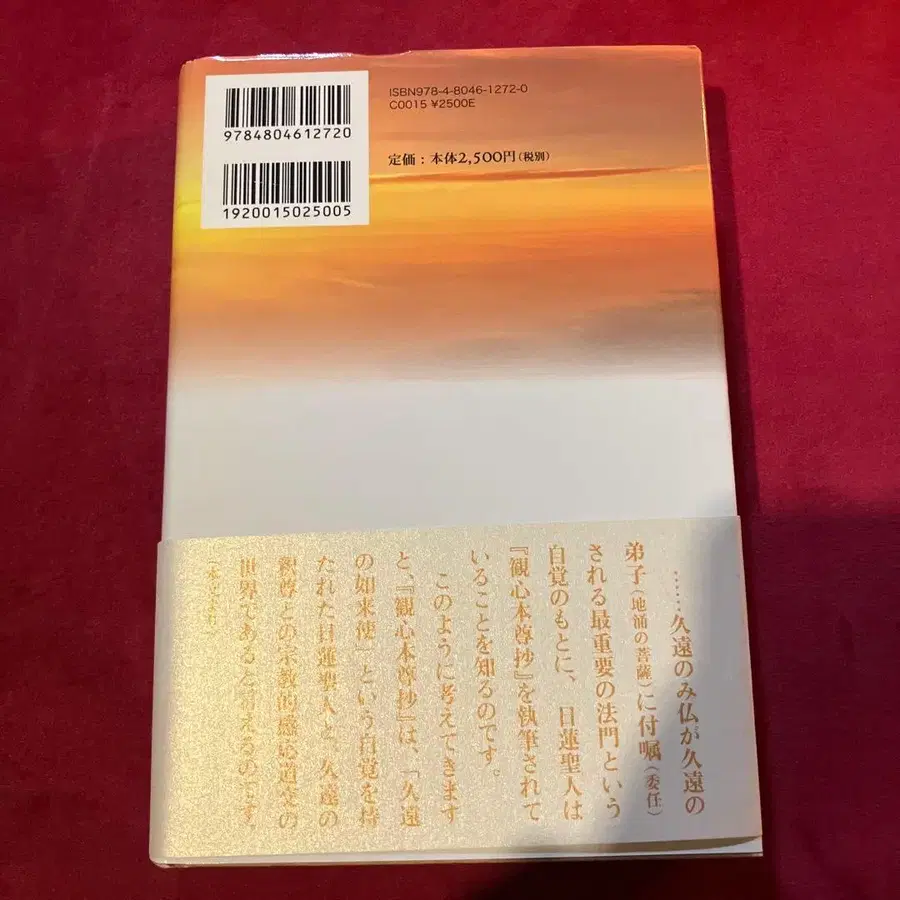 ISBN978-4-8046-1272-0
C0015 ¥2500E
9784804612720
定価：本体2,500円（税別）
1920015025005
……久遠のみ仏が久遠の
弟子（地涌の菩薩）に付嘱（委任）
される最重要の法門という
自覚のもとに、日蓮聖人は
『観心本尊抄』を執筆されて
いることを知るのです。
このように考えてきます
と、『観心本尊抄』は、「久遠
の如来使」という自覚を持
たれた日蓮聖人と、久遠の
釈尊との宗教的感応道交の
世界であると言えるのです。
（本文より）